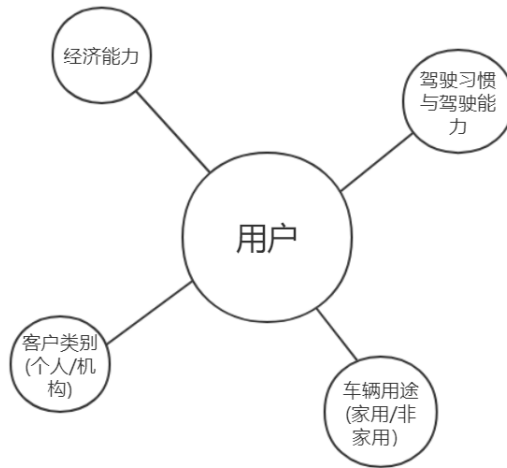 经济能力
驾驶习惯
与驾驶能
力
用户
客户类别
(个人/机
构)
车辆用途
(家用/非
家用)